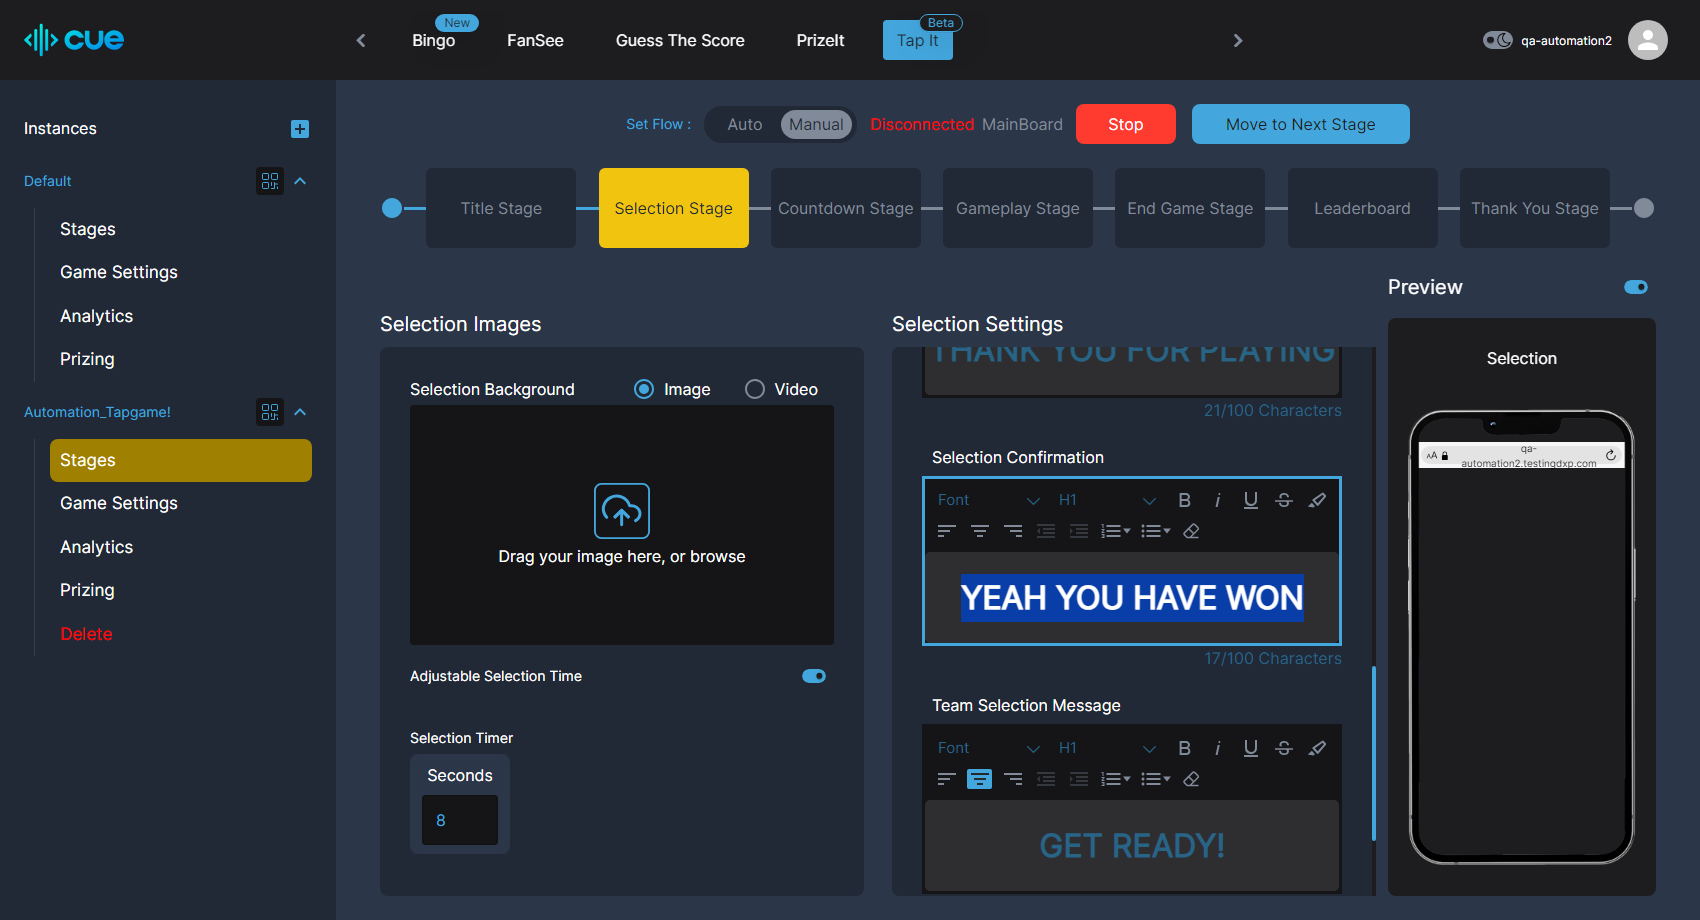 cue
New
Bingo
FanSee
Guess The Score
PrizeIt
Beta
Tap It
qa-automation2
Instances
Default
Stages
Game Settings
Analytics
Prizing
Automation_Tapgame!
Stages
Game Settings
Analytics
Prizing
Delete
Set Flow :
Auto
Manual
Disconnected MainBoard
Stop
Move to Next Stage
Title Stage
Selection Stage
Countdown Stage
Gameplay Stage
End Game Stage
Leaderboard
Thank You Stage
Selection Images
Selection Background
Image
Video
Drag your image here, or browse
Adjustable Selection Time
Selection Timer
Seconds
8
Selection Settings
THANK YOU FOR PLAYING
21/100 Characters
Selection Confirmation
Font
H1
B
i
U
S
YEAH YOU HAVE WON
17/100 Characters
Team Selection Message
Font
H1
B
i
U
S
GET READY!
Preview
Selection
AA
qa-
automation2.testingdxp.com